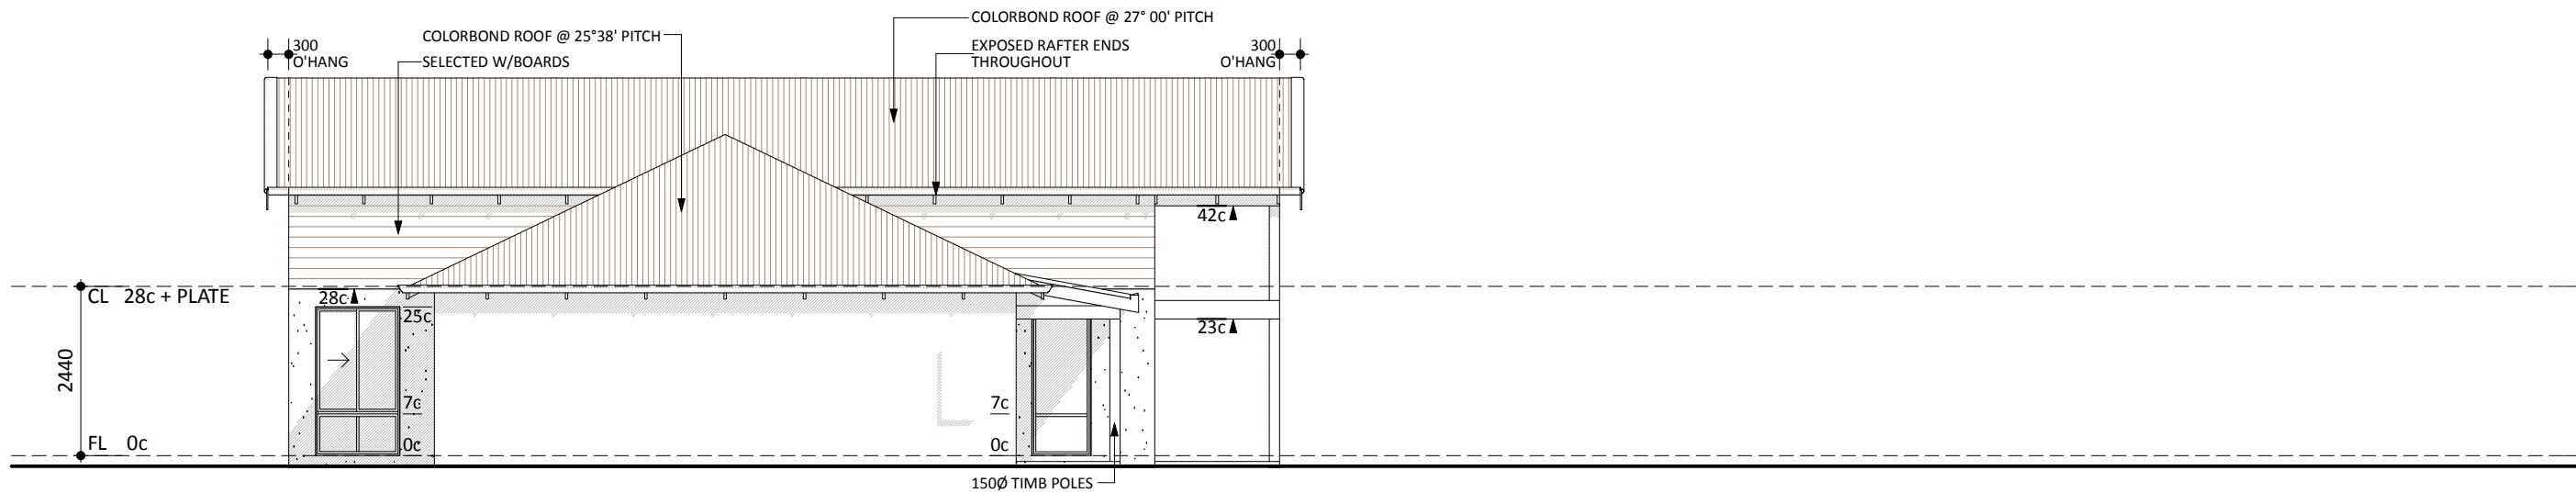 COLORBOND ROOF @ 27° 00' PITCH
COLORBOND ROOF @ 25°38' PITCH
300
O'HANG
SELECTED W/BOARDS
EXPOSED RAFTER ENDS
THROUGHOUT
300
O'HANG
42c
CL 28c + PLATE
28c
25c
23c
2440
7c
7c
FL 0c
0c
0c
150Ø TIMB POLES